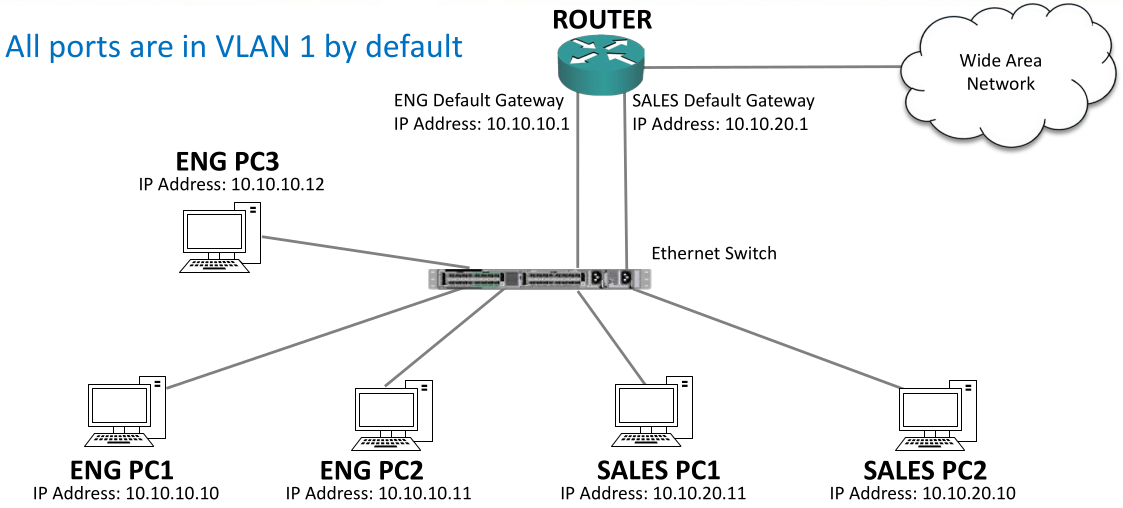 All ports are in VLAN 1 by default
ROUTER
Wide Area
Network
ENG Default Gateway
IP Address: 10.10.10.1
SALES Default Gateway
IP Address: 10.10.20.1
ENG PC3
IP Address: 10.10.10.12
Ethernet Switch
ENG PC1
IP Address: 10.10.10.10
ENG PC2
IP Address: 10.10.10.11
SALES PC1
IP Address: 10.10.20.11
SALES PC2
IP Address: 10.10.20.10